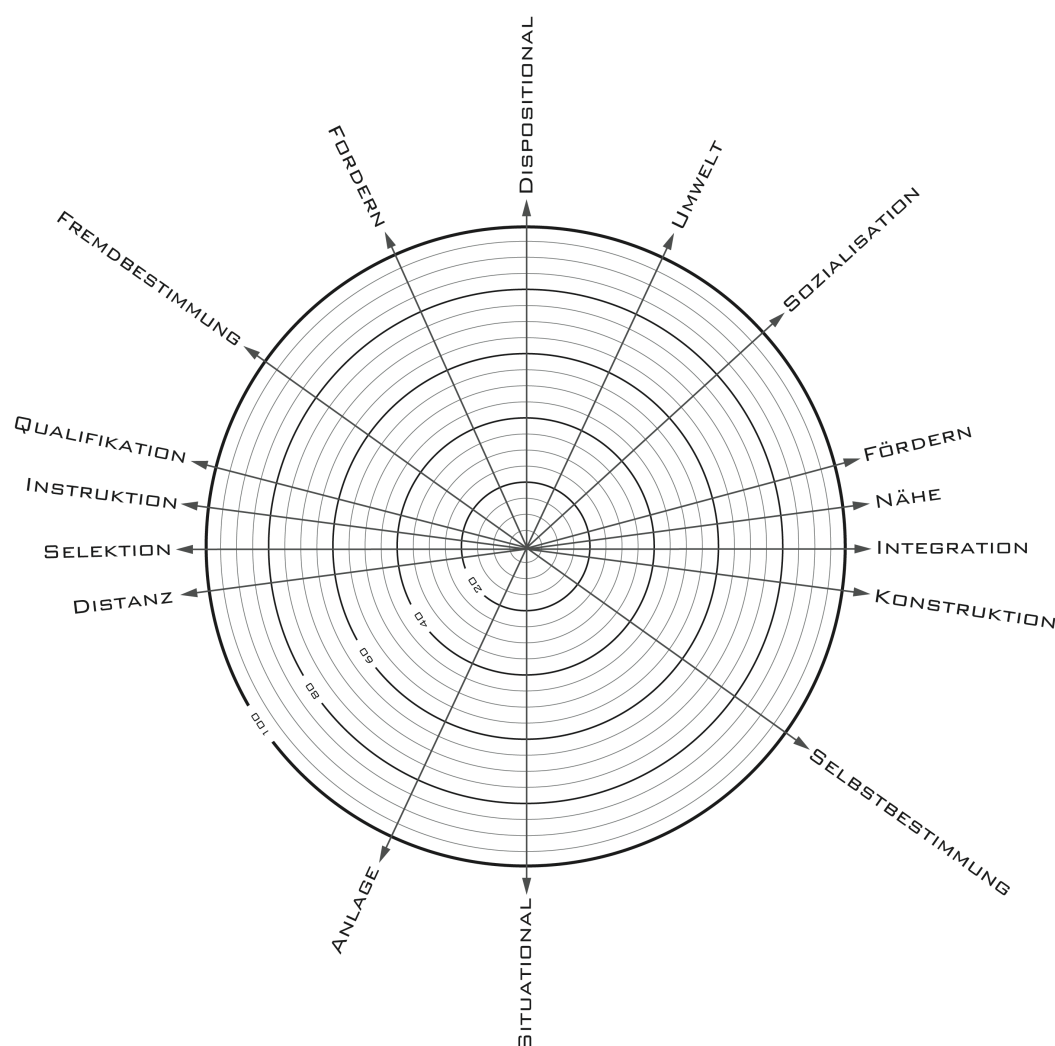 Dispositional
Umwelt
Sozialisation
Fördern
Nähe
Integration
Konstruktion
Selbstbestimmung
Situational
Anlage
Distanz
Selektion
Instruktion
Qualifikation
Fremdbestimmung
Fordern
20
40
60
80
100